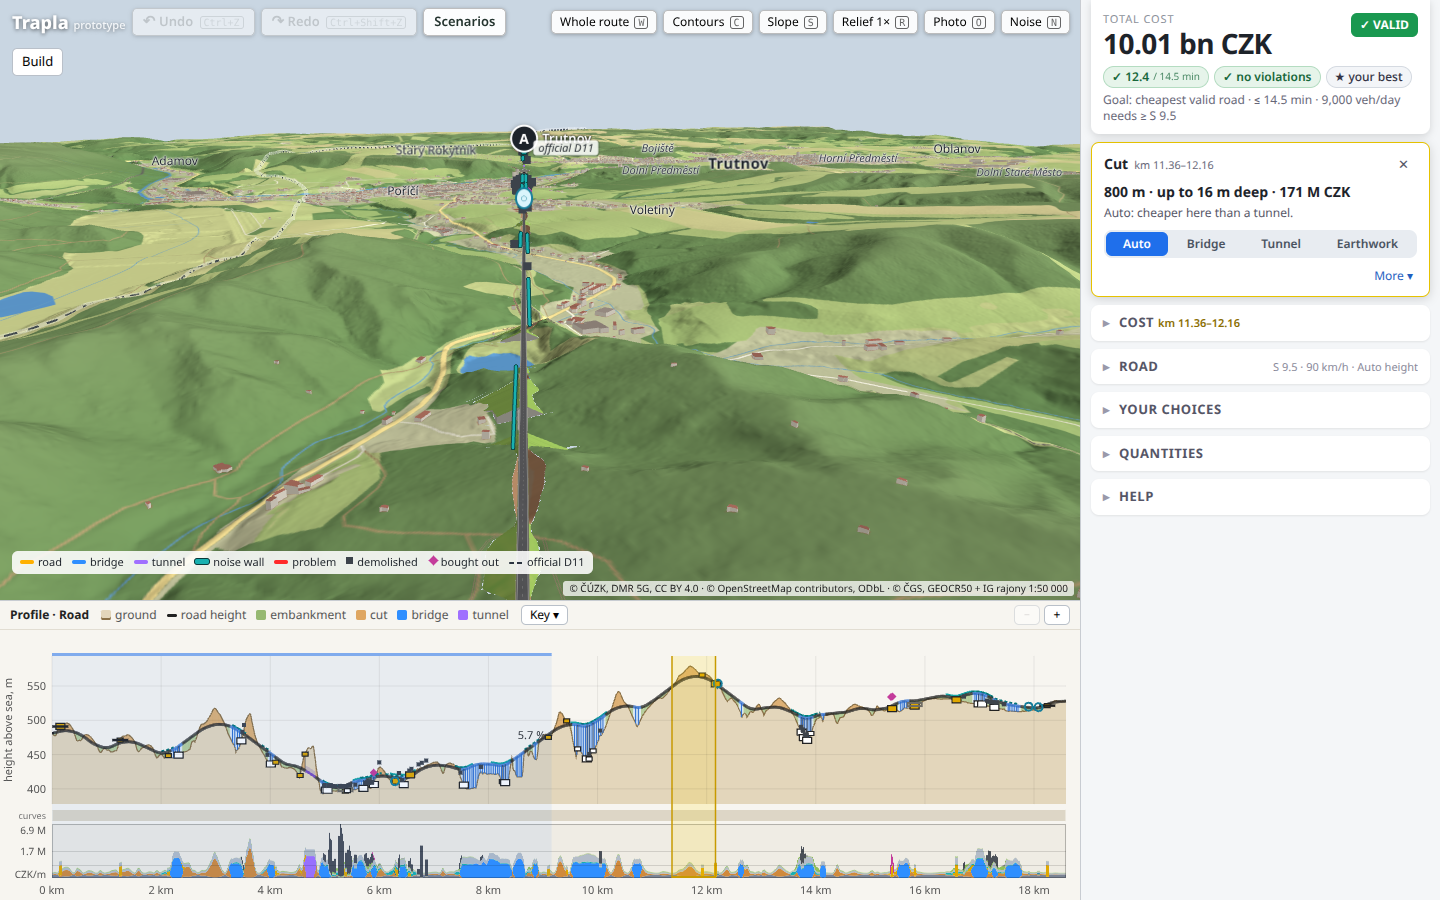 Trapla prototype
↶ Undo Ctrl+Z
↷ Redo Ctrl+Shift+Z
Scenarios
Whole route W
Contours C
Slope S
Relief 1× R
Photo O
Noise N
Build
A
Trutnov
official D11
Starý Rokytník
Adamov
Bojiště
Dolní Předměstí
Trutnov
Horní Předměstí
Oblanov
Dolní Staré Město
Poříčí
Voletiny
road
bridge
tunnel
noise wall
problem
demolished
bought out
official D11
© ČÚZK, DMR 5G, CC BY 4.0 · © OpenStreetMap contributors, ODbL · © ČGS, GEOCR50 + IG rajony 1:50 000
Profile · Road
ground
road height
embankment
cut
bridge
tunnel
Key ▾
−
+
height above sea, m
550
500
450
400
5.7 %
curves
6.9 M
1.7 M
CZK/m
0 km
2 km
4 km
6 km
8 km
10 km
12 km
14 km
16 km
18 km
TOTAL COST
10.01 bn CZK
✓ VALID
✓ 12.4 / 14.5 min
✓ no violations
★ your best
Goal: cheapest valid road · ≤ 14.5 min · 9,000 veh/day
needs ≥ S 9.5
Cut km 11.36–12.16
✕
800 m · up to 16 m deep · 171 M CZK
Auto: cheaper here than a tunnel.
Auto
Bridge
Tunnel
Earthwork
More ▾
▶ COST km 11.36–12.16
▶ ROAD S 9.5 · 90 km/h · Auto height
▶ YOUR CHOICES
▶ QUANTITIES
▶ HELP